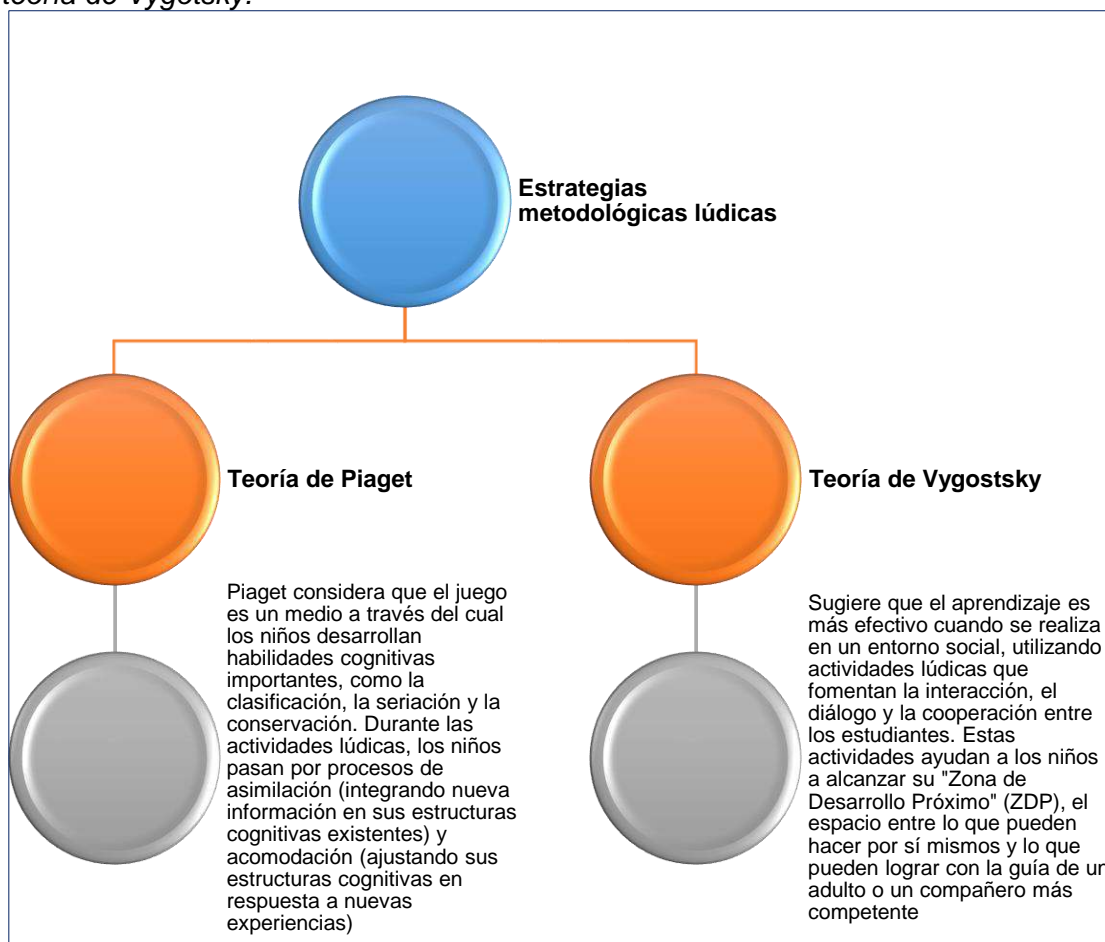 teoría de Vygotsky.
Estrategias
metodológicas lúdicas
Teoría de Piaget
Teoría de Vygostsky
Piaget considera que el juego
es un medio a través del cual
los niños desarrollan
habilidades cognitivas
importantes, como la
clasificación, la seriación y la
conservación. Durante las
actividades lúdicas, los niños
pasan por procesos de
asimilación (integrando nueva
información en sus estructuras
cognitivas existentes) y
acomodación (ajustando sus
estructuras cognitivas en
respuesta a nuevas
experiencias)
Sugiere que el aprendizaje es
más efectivo cuando se realiza
en un entorno social, utilizando
actividades lúdicas que
fomentan la interacción, el
diálogo y la cooperación entre
los estudiantes. Estas
actividades ayudan a los niños
a alcanzar su "Zona de
Desarrollo Próximo" (ZDP), el
espacio entre lo que pueden
hacer por sí mismos y lo que
pueden lograr con la guía de un
adulto o un compañero más
competente